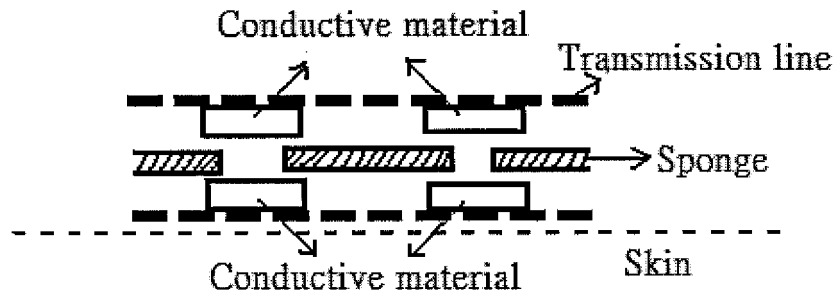 Conductive material
Transmission line
Sponge
Skin
Conductive material